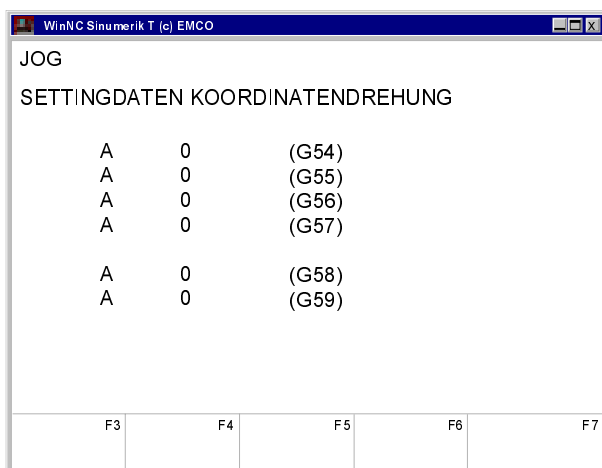 WinNC Sinumerik T (c) EMCO
JOG
SETTINGDATEN KOORDINATENDREHUNG
A 0 (G54)
A 0 (G55)
A 0 (G56)
A 0 (G57)
A 0 (G58)
A 0 (G59)
F3 F4 F5 F6 F7